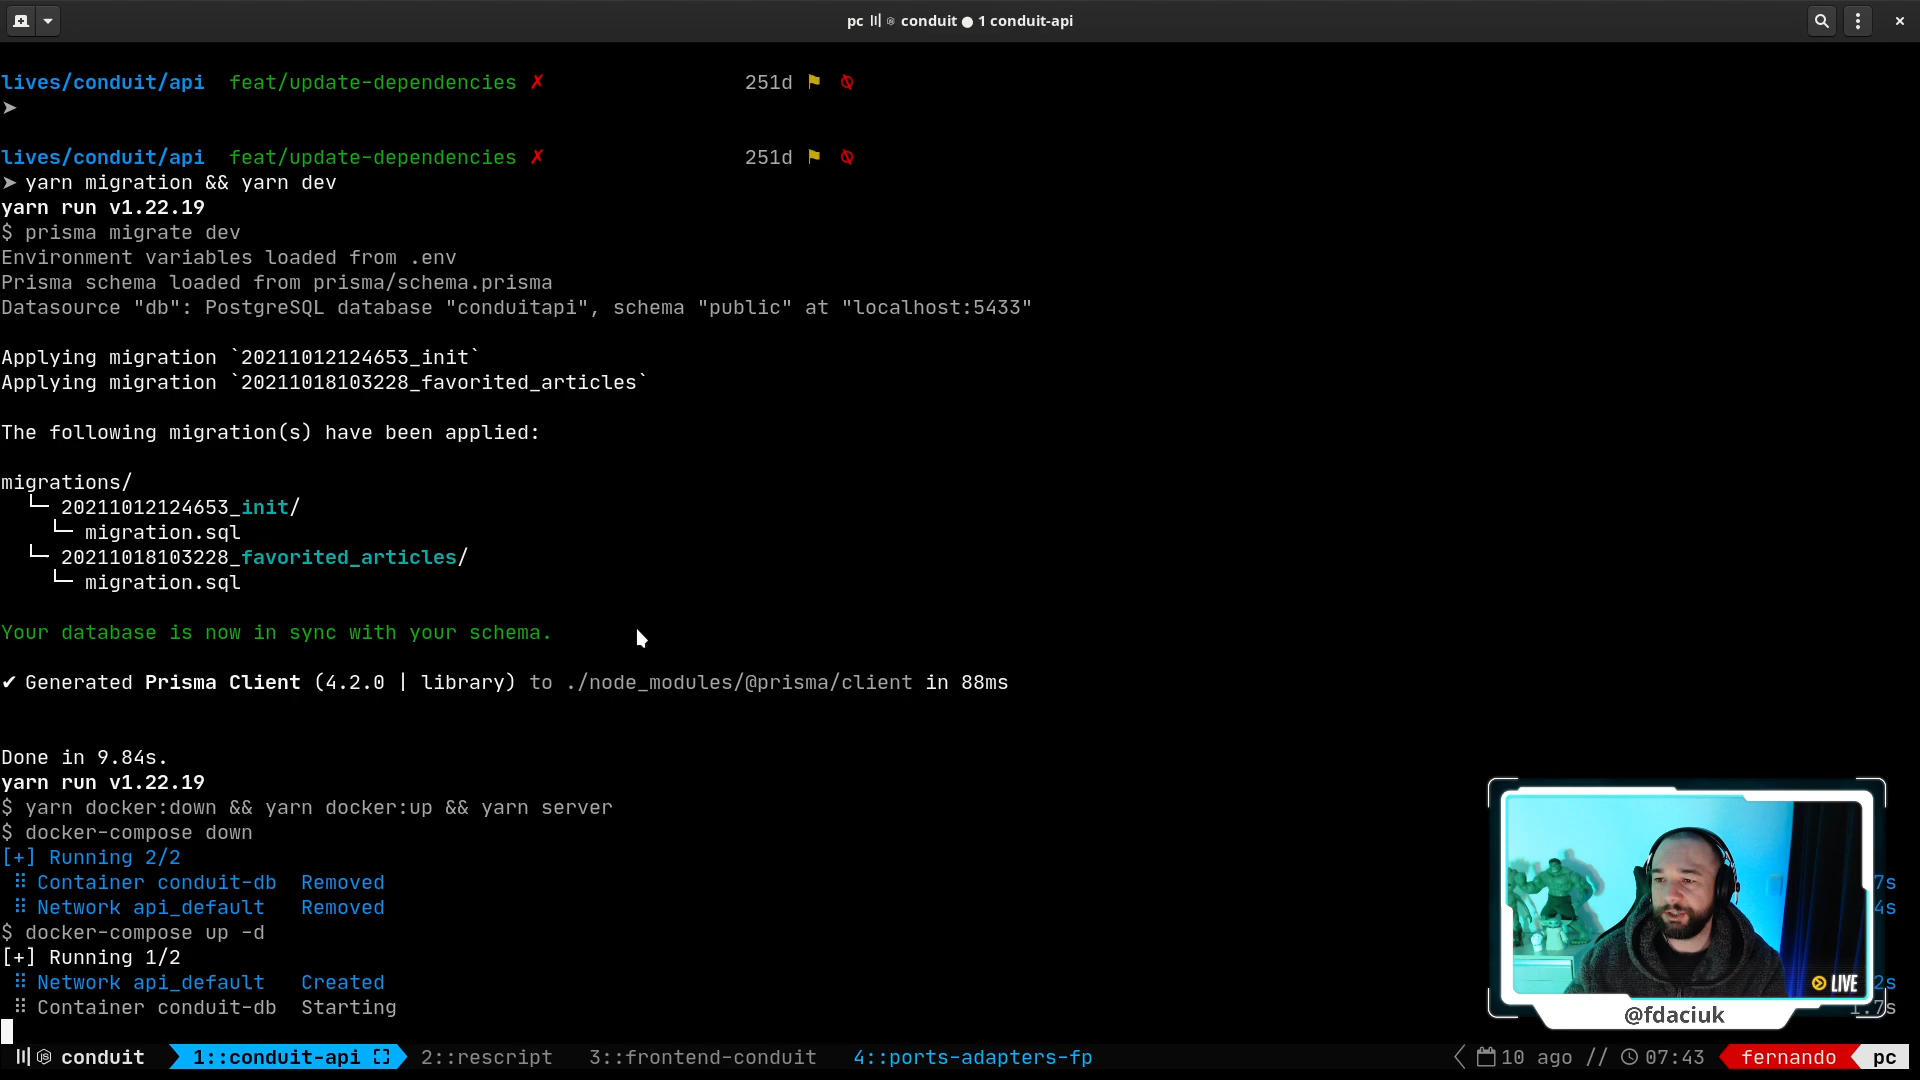 pc conduit ● 1 conduit-api
lives/conduit/api feat/update-dependencies ✗ 251d
➤
lives/conduit/api feat/update-dependencies ✗ 251d
➤ yarn migration && yarn dev
yarn run v1.22.19
$ prisma migrate dev
Environment variables loaded from .env
Prisma schema loaded from prisma/schema.prisma
Datasource "db": PostgreSQL database "conduitapi", schema "public" at "localhost:5433"
Applying migration `20211012124653_init`
Applying migration `20211018103228_favorited_articles`
The following migration(s) have been applied:
migrations/
└─ 20211012124653_init/
└─ migration.sql
└─ 20211018103228_favorited_articles/
└─ migration.sql
Your database is now in sync with your schema.
✔ Generated Prisma Client (4.2.0 | library) to ./node_modules/@prisma/client in 88ms
Done in 9.84s.
yarn run v1.22.19
$ yarn docker:down && yarn docker:up && yarn server
$ docker-compose down
[+] Running 2/2
⠿ Container conduit-db Removed 7s
⠿ Network api_default Removed 4s
$ docker-compose up -d
[+] Running 1/2
⠿ Network api_default Created 2s
⠿ Container conduit-db Starting 1.7s
LIVE
@fdaciuk
conduit 1::conduit-api 2::rescript 3::frontend-conduit 4::ports-adapters-fp 10 ago // 07:43 fernando pc